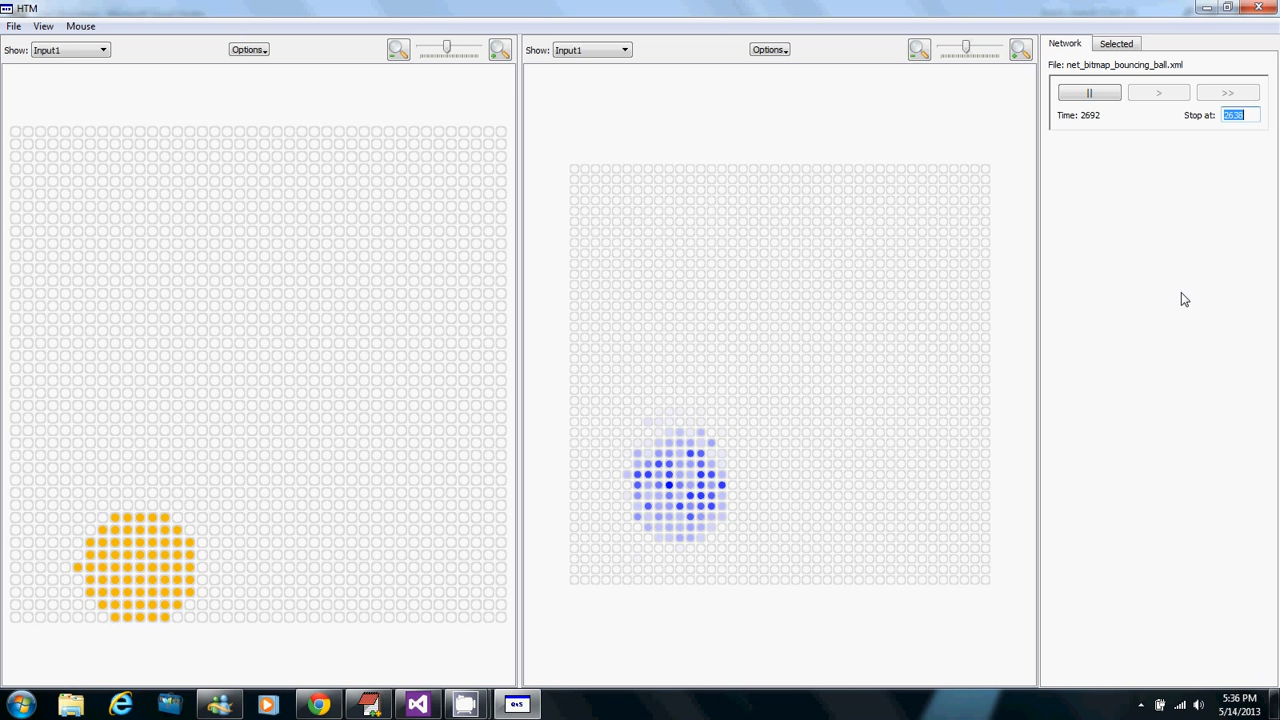 HTM
File View Mouse
Show: Input1 Options
Show: Input1 Options
Network Selected
File: net_bitmap_bouncing_ball.xml
|| > >>
Time: 2692 Stop at: 2636
5:36 PM
5/14/2013